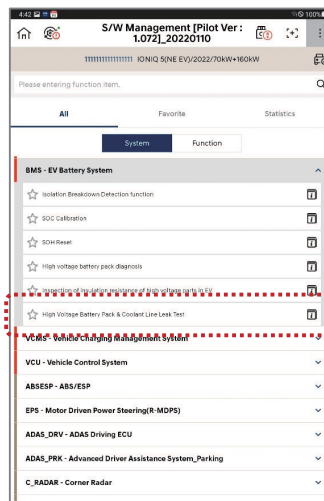 4:42
100%
S/W Management [Pilot Ver :
1.072]_20220110
1111111111111111 IONIQ 5(NE EV)/2022/70kW+160kW
Please entering function item.
All
Favorite
Statistics
System
Function
BMS - EV Battery System
Isolation Breakdown Detection function
SOC Calibration
SOH Reset
High voltage battery pack diagnosis
Inspection of insulation resistance of high voltage parts in EV
High Voltage Battery Pack & Coolant Line Leak Test
VCMS - Vehicle Charging Management System
VCU - Vehicle Control System
ABSESP - ABS/ESP
EPS - Motor Driven Power Steering(R-MDPS)
ADAS_DRV - ADAS Driving ECU
ADAS_PRK - Advanced Driver Assistance System_Parking
C_RADAR - Corner Radar